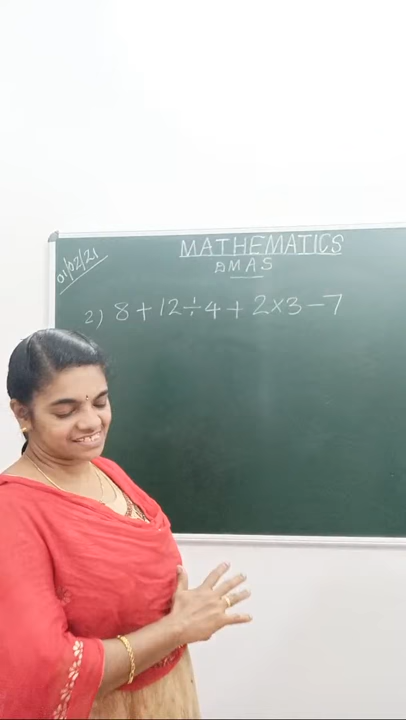 01/02/21
MATHEMATICS
DMAS
2) 8 + 12 ÷ 4 + 2 × 3 − 7